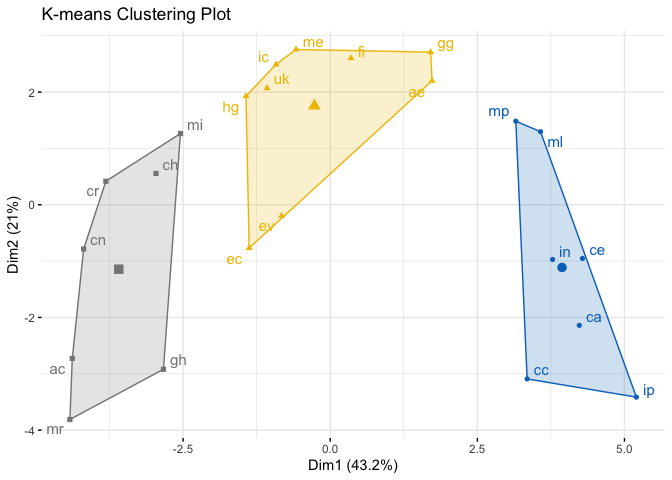 K-means Clustering Plot
me
gg
ic
fi
uk
ae
hg
2
mp
mi
ml
ch
cr
0
ev
cn
in
ce
ec
Dim2 (21%)
-2
ca
gh
ac
cc
ip
mr
-4
-2.5
0.0
2.5
5.0
Dim1 (43.2%)